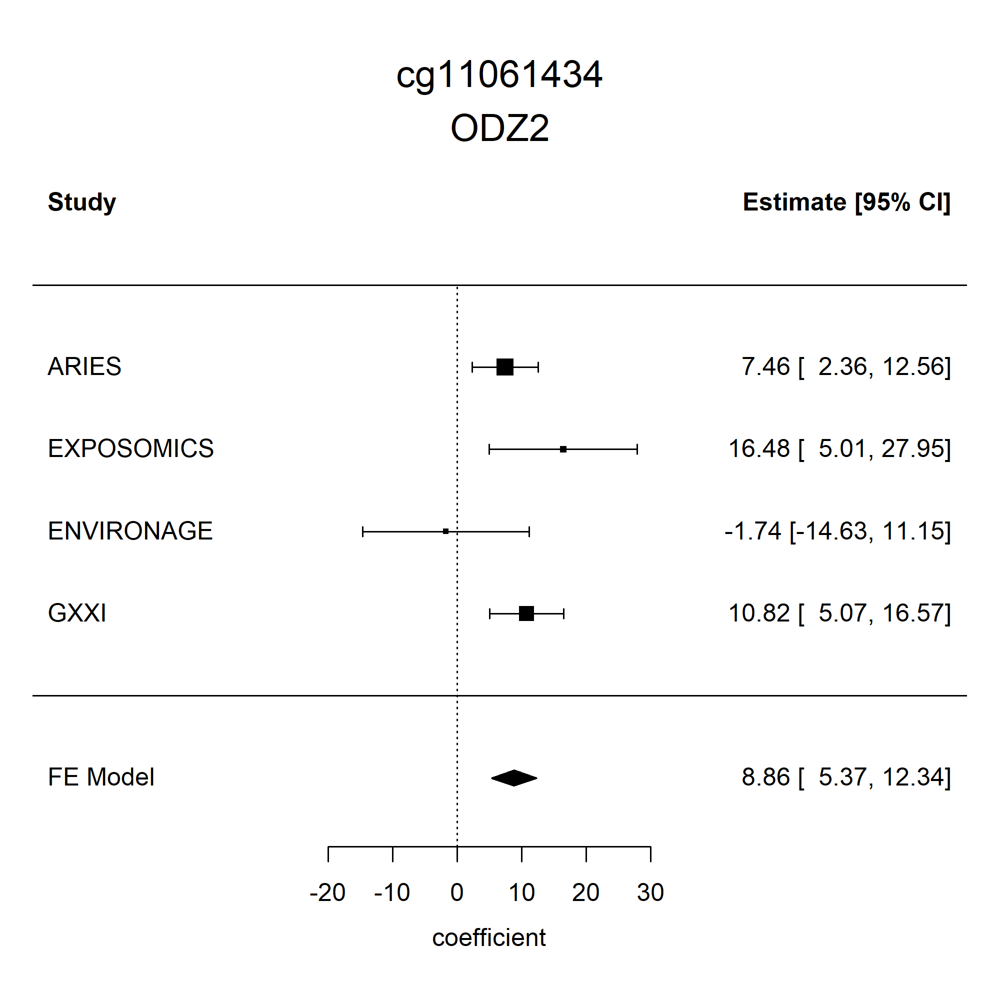 cg11061434
ODZ2
Study Estimate [95% CI]
ARIES 7.46 [ 2.36, 12.56]
EXPOSOMICS 16.48 [ 5.01, 27.95]
ENVIRONAGE -1.74 [-14.63, 11.15]
GXXI 10.82 [ 5.07, 16.57]
FE Model 8.86 [ 5.37, 12.34]
-20 -10 0 10 20 30
coefficient